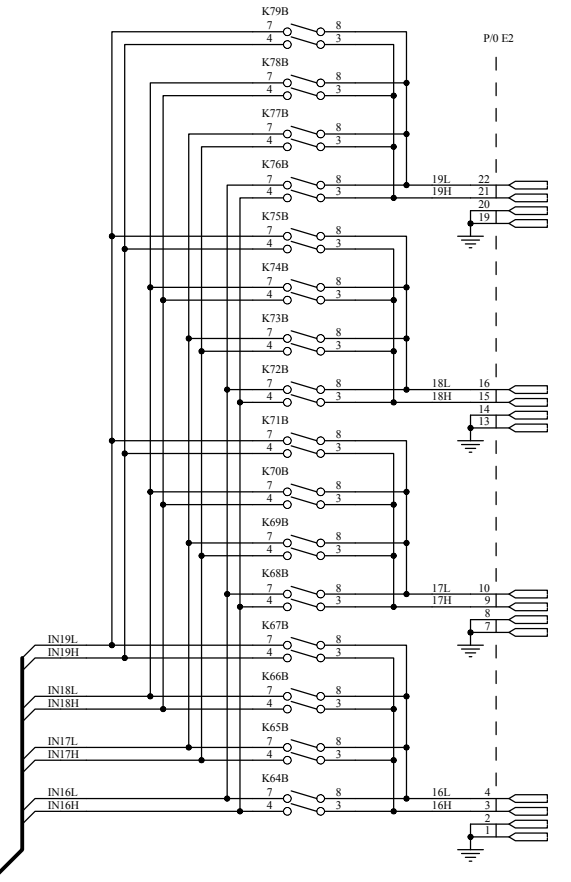 K79B
7 8
4 3
P/0 E2
K78B
7 8
4 3
K77B
7 8
4 3
K76B
7 8 19L 22
4 3 19H 21
20
19
K75B
7 8
4 3
K74B
7 8
4 3
K73B
7 8
4 3
K72B
7 8 18L 16
4 3 18H 15
14
13
K71B
7 8
4 3
K70B
7 8
4 3
K69B
7 8
4 3
K68B
7 8 17L 10
4 3 17H 9
8
7
K67B
IN19L 7 8
IN19H 4 3
K66B
IN18L 7 8
IN18H 4 3
K65B
IN17L 7 8
IN17H 4 3
K64B
IN16L 7 8 16L 4
IN16H 4 3 16H 3
2
1